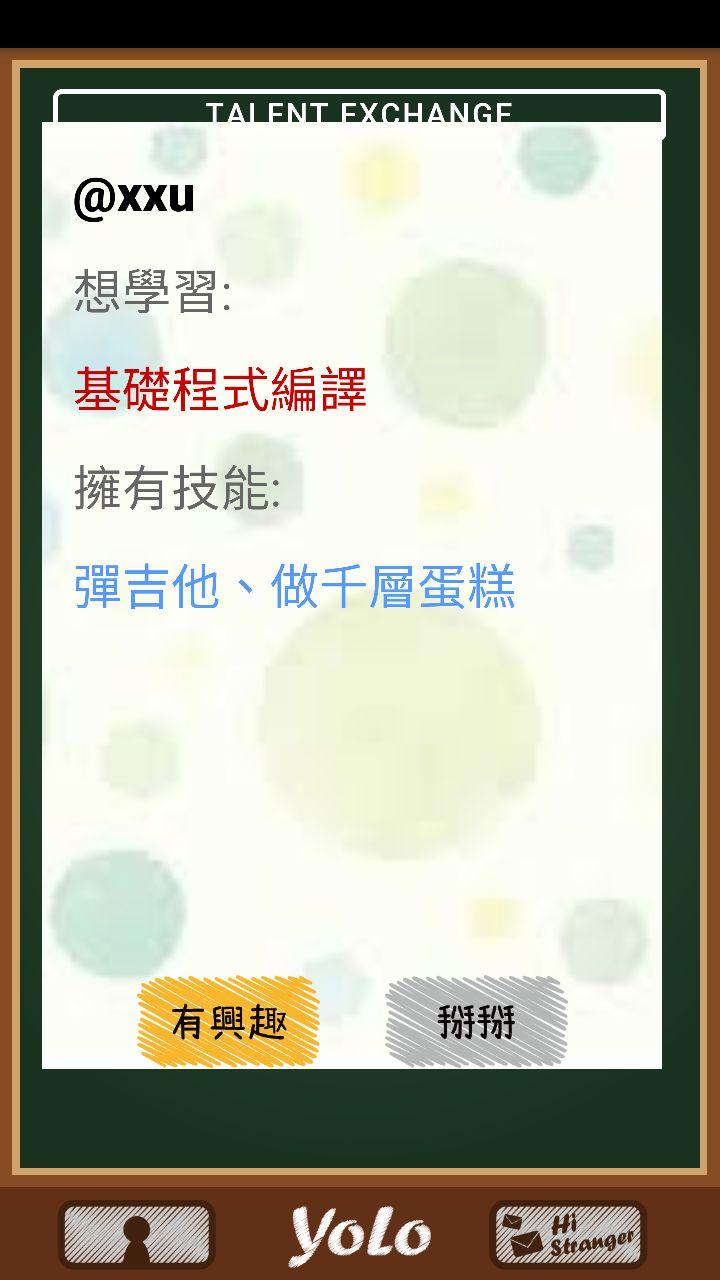 TALENT EXCHANGE
@xxu
想學習:
基礎程式編譯
擁有技能:
彈吉他、做千層蛋糕
有興趣
掰掰
YoLo
Hi
Stranger